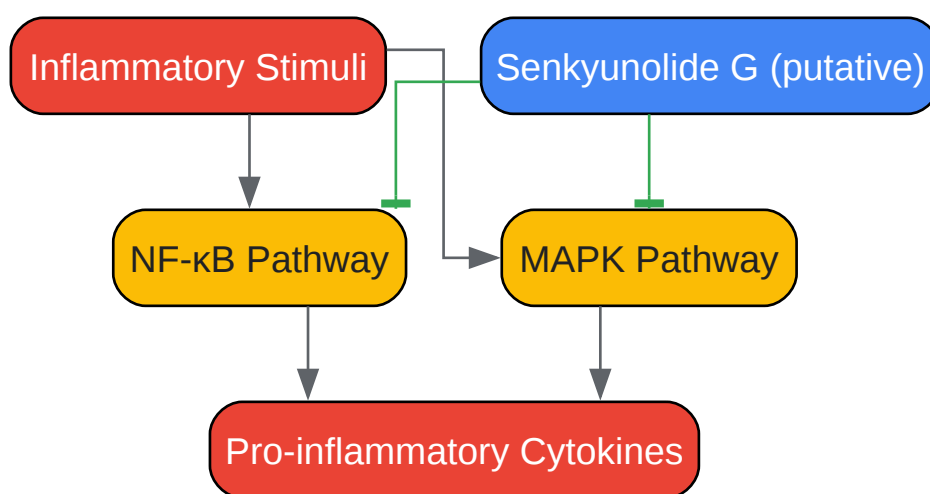 Inflammatory Stimuli
Senkyunolide G (putative)
NF-κB Pathway
MAPK Pathway
Pro-inflammatory Cytokines